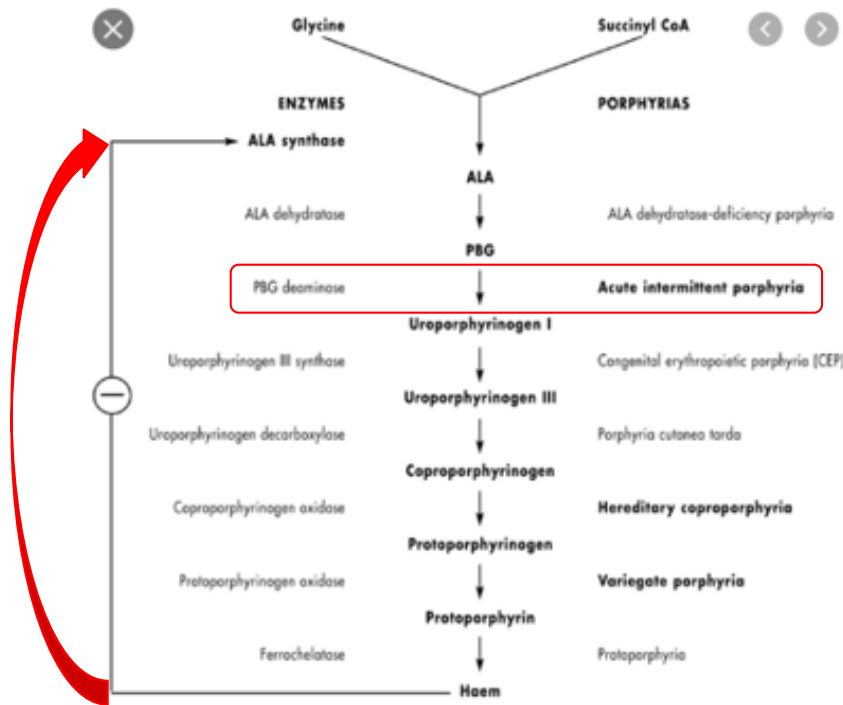 Glycine Succinyl CoA
ENZYMES PORPHYRIAS
ALA synthase
ALA
ALA dehydratase ALA dehydratase-deficiency porphyria
PBG
PBG deaminase Acute intermittent porphyria
Uroporphyrinogen I
Uroporphyrinogen III synthase Congenital erythropoietic porphyria (CEP)
Uroporphyrinogen III
Uroporphyrinogen decarboxylase Porphyria cutanea tarda
Coproporphyrinogen
Coproporphyrinogen oxidase Hereditary coproporphyria
Protoporphyrinogen
Protoporphyrinogen oxidase Variegate porphyria
Protoporphyrin
Ferrochelatase Protoporphyria
Haem